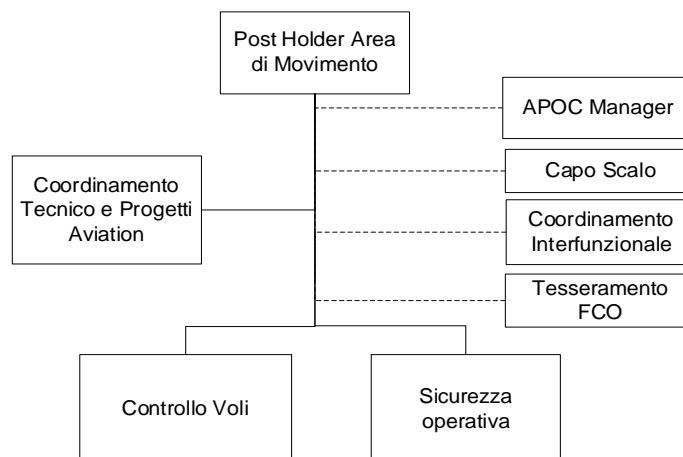 Post Holder Area
di Movimento
APOC Manager
Capo Scalo
Coordinamento
Tecnico e Progetti
Aviation
Coordinamento
Interfunzionale
Tesseramento
FCO
Controllo Voli
Sicurezza
operativa